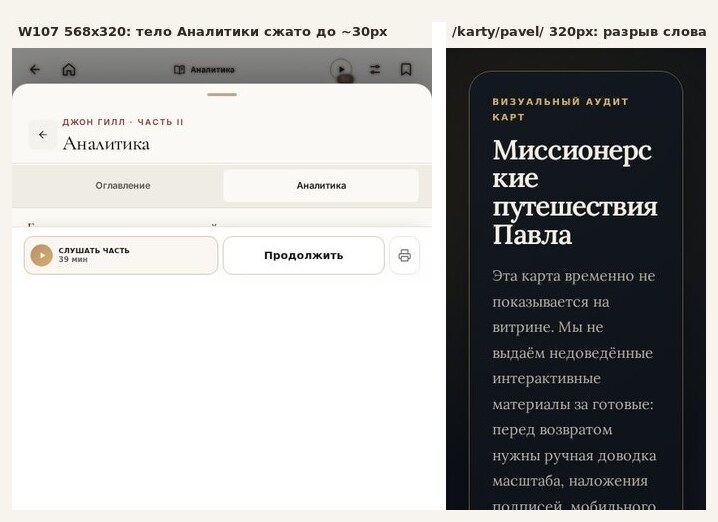 W107 568x320: тело Аналитики сжато до ~30px
Аналитика
ДЖОН ГИЛЛ · ЧАСТЬ II
Аналитика
Оглавление
Аналитика
СЛУШАТЬ ЧАСТЬ
39 мин
Продолжить
/karty/pavel/ 320px: разрыв слова
ВИЗУАЛЬНЫЙ АУДИТ
КАРТ
Миссионерс
кие
путешествия
Павла
Эта карта временно не
показывается на
витрине. Мы не
выдаём недоведённые
интерактивные
материалы за готовые:
перед возвратом
нужны ручная доводка
масштаба, наложения
подписей, мобильного